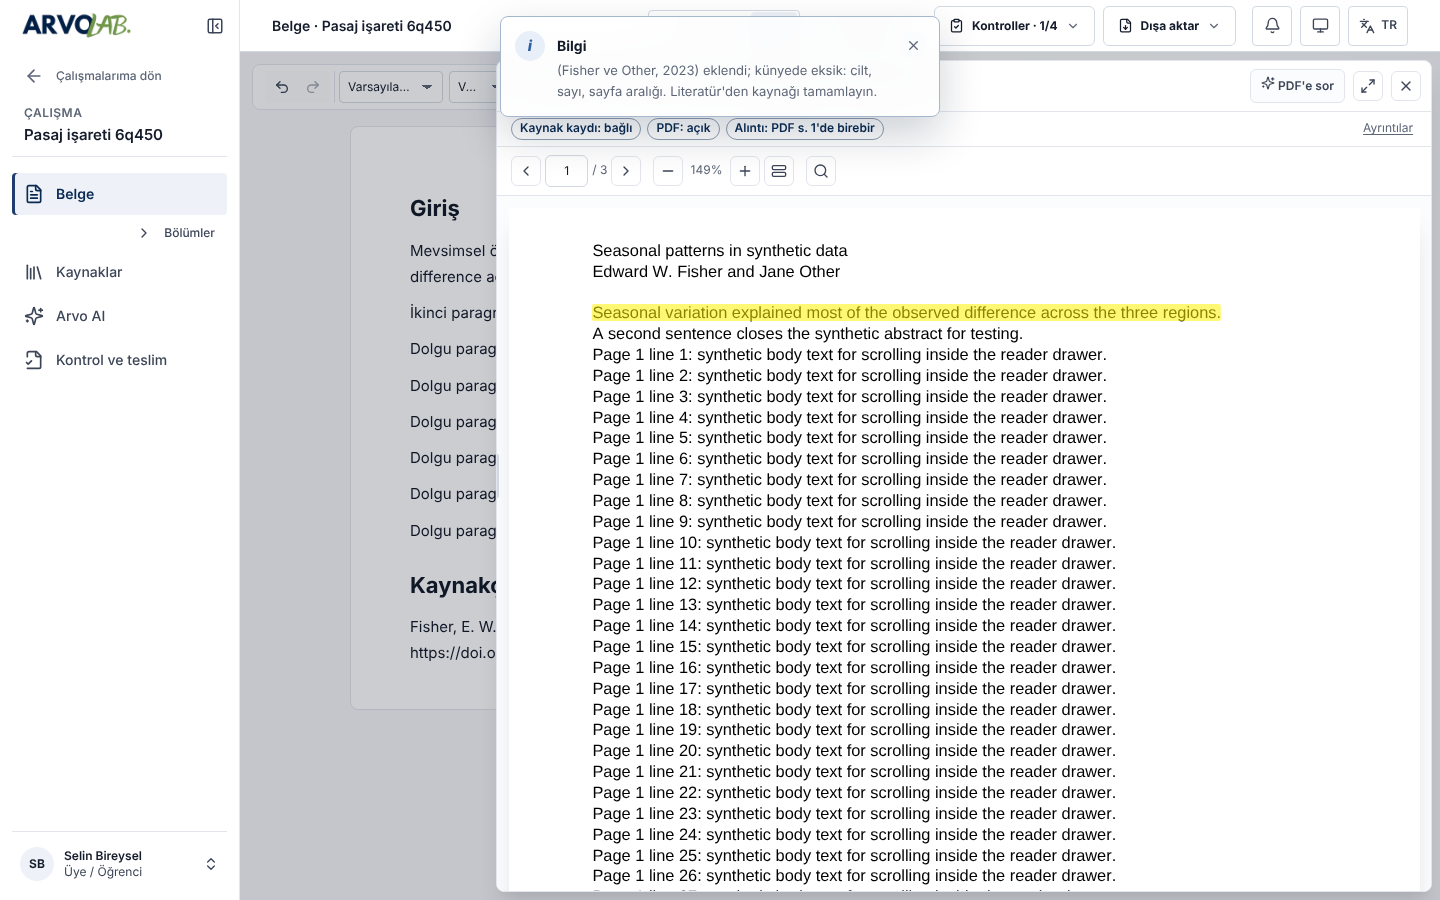 ARVOLAB.
Çalışmalarıma dön
ÇALIŞMA
Pasaj işareti 6q450
Belge
Bölümler
Kaynaklar
Arvo AI
Kontrol ve teslim
SB
Selin Bireysel
Üye / Öğrenci
Belge · Pasaj işareti 6q450
Kontroller · 1/4
Dışa aktar
TR
Bilgi
(Fisher ve Other, 2023) eklendi; künyede eksik: cilt,
sayı, sayfa aralığı. Literatür'den kaynağı tamamlayın.
Varsayıla...
V...
PDF'e sor
Kaynak kaydı: bağlı
PDF: açık
Alıntı: PDF s. 1'de birebir
Ayrıntılar
1 / 3
149%
Giriş
Mevsimsel
difference
İkinci
Dolgu
Dolgu
Dolgu
Dolgu
Dolgu
Dolgu
Fisher, E. W.
Seasonal patterns in synthetic data
Edward W. Fisher and Jane Other
Seasonal variation explained most of the observed difference across the three regions.
A second sentence closes the synthetic abstract for testing.
Page 1 line 1: synthetic body text for scrolling inside the reader drawer.
Page 1 line 2: synthetic body text for scrolling inside the reader drawer.
Page 1 line 3: synthetic body text for scrolling inside the reader drawer.
Page 1 line 4: synthetic body text for scrolling inside the reader drawer.
Page 1 line 5: synthetic body text for scrolling inside the reader drawer.
Page 1 line 6: synthetic body text for scrolling inside the reader drawer.
Page 1 line 7: synthetic body text for scrolling inside the reader drawer.
Page 1 line 8: synthetic body text for scrolling inside the reader drawer.
Page 1 line 9: synthetic body text for scrolling inside the reader drawer.
Page 1 line 10: synthetic body text for scrolling inside the reader drawer.
Page 1 line 11: synthetic body text for scrolling inside the reader drawer.
Page 1 line 12: synthetic body text for scrolling inside the reader drawer.
Page 1 line 13: synthetic body text for scrolling inside the reader drawer.
Page 1 line 14: synthetic body text for scrolling inside the reader drawer.
Page 1 line 15: synthetic body text for scrolling inside the reader drawer.
Page 1 line 16: synthetic body text for scrolling inside the reader drawer.
Page 1 line 17: synthetic body text for scrolling inside the reader drawer.
Page 1 line 18: synthetic body text for scrolling inside the reader drawer.
Page 1 line 19: synthetic body text for scrolling inside the reader drawer.
Page 1 line 20: synthetic body text for scrolling inside the reader drawer.
Page 1 line 21: synthetic body text for scrolling inside the reader drawer.
Page 1 line 22: synthetic body text for scrolling inside the reader drawer.
Page 1 line 23: synthetic body text for scrolling inside the reader drawer.
Page 1 line 24: synthetic body text for scrolling inside the reader drawer.
Page 1 line 25: synthetic body text for scrolling inside the reader drawer.
Page 1 line 26: synthetic body text for scrolling inside the reader drawer.